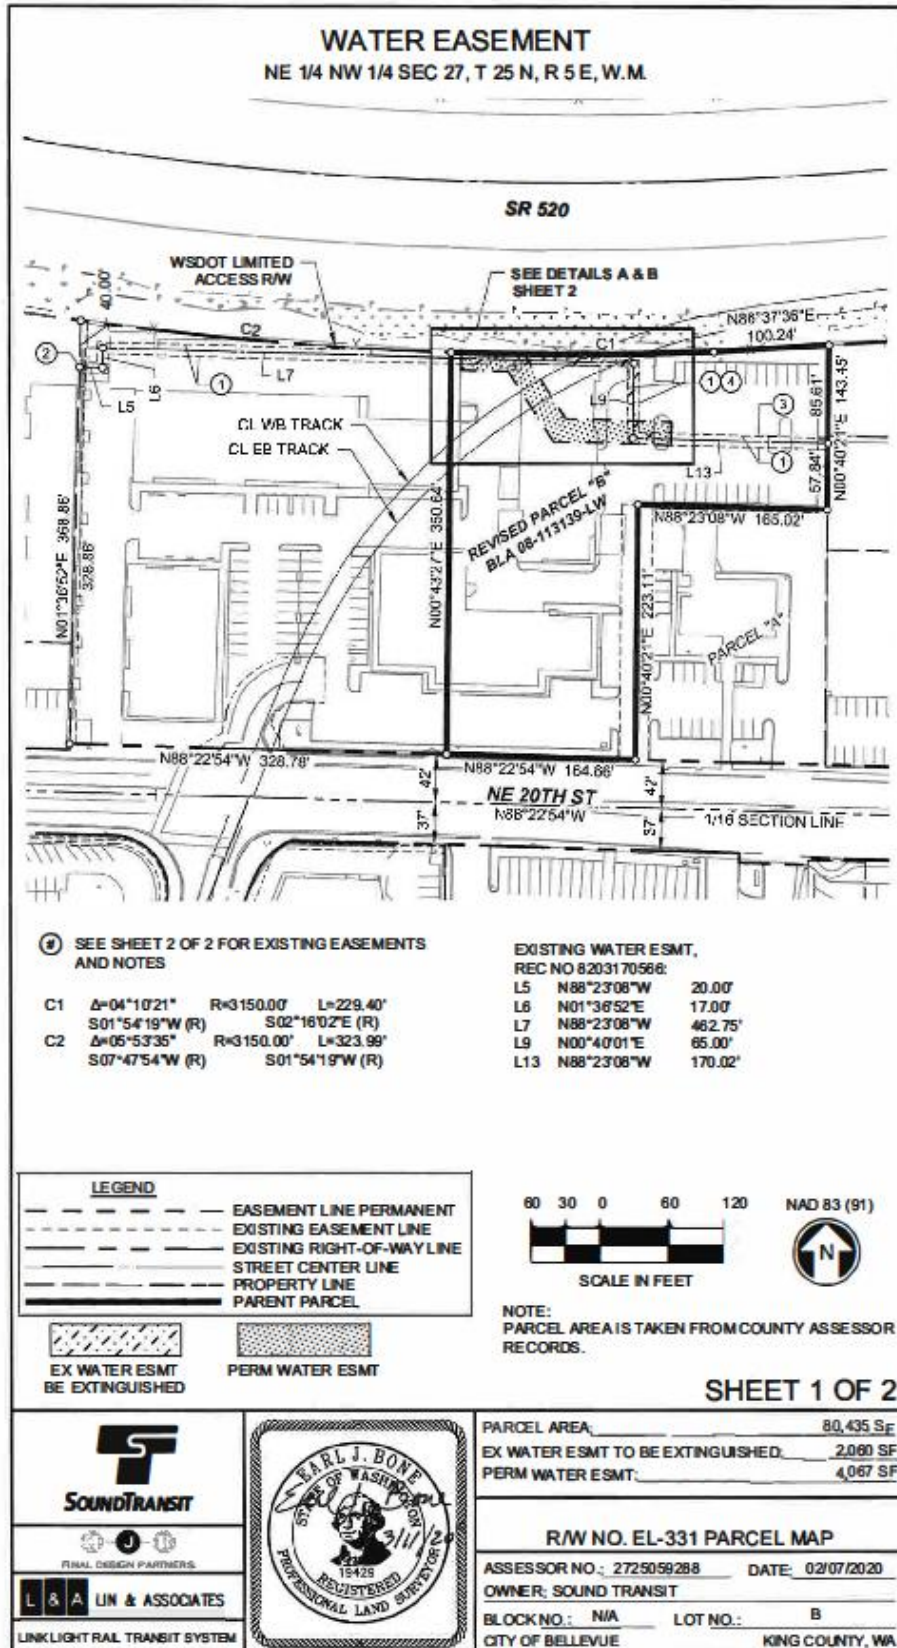 WATER EASEMENT
NE 1/4 NW 1/4 SEC 27, T 25 N, R 5 E, W.M.
SR 520
WSDOT LIMITED
ACCESS R/W
SEE DETAILS A & B
SHEET 2
40.00'
C2
C1
N86°37'36"E
100.24'
2
L5
L6
1
L7
L9
1 4
3
1
L13
85.61'
57.84'
N00°40'21"E 143.45'
CL WB TRACK
CL EB TRACK
N01°36'52"E 368.86'
328.86'
N00°43'27"E 350.64'
REVISED PARCEL "B"
BLA 08-113139-LW
N88°23'08"W 165.02'
N00°40'21"E 223.11'
PARCEL "A"
N88°22'54"W 328.78'
N88°22'54"W 164.66'
42'
37'
NE 20TH ST
N88°22'54"W
42'
37'
1/16 SECTION LINE
# SEE SHEET 2 OF 2 FOR EXISTING EASEMENTS
AND NOTES
C1 Δ=04°10'21" R=3150.00' L=229.40'
S01°54'19"W (R) S02°16'02"E (R)
C2 Δ=05°53'35" R=3150.00' L=323.99'
S07°47'54"W (R) S01°54'19"W (R)
EXISTING WATER ESMT,
REC NO 8203170566:
L5 N88°23'08"W 20.00'
L6 N01°36'52"E 17.00'
L7 N88°23'08"W 462.75'
L9 N00°40'01"E 65.00'
L13 N88°23'08"W 170.02'
LEGEND
EASEMENT LINE PERMANENT
EXISTING EASEMENT LINE
EXISTING RIGHT-OF-WAY LINE
STREET CENTER LINE
PROPERTY LINE
PARENT PARCEL
EX WATER ESMT
BE EXTINGUISHED
PERM WATER ESMT
60 30 0 60 120
SCALE IN FEET
NAD 83 (91)
N
NOTE:
PARCEL AREA IS TAKEN FROM COUNTY ASSESSOR
RECORDS.
SHEET 1 OF 2
SOUNDTRANSIT
J
FINAL DESIGN PARTNERS
L & A LIN & ASSOCIATES
LINK LIGHT RAIL TRANSIT SYSTEM
EARL J. BONE
STATE OF WASHINGTON
3/11/20
19429
REGISTERED
PROFESSIONAL LAND SURVEYOR
PARCEL AREA: 80,435 SF
EX WATER ESMT TO BE EXTINGUISHED: 2,060 SF
PERM WATER ESMT: 4,067 SF
R/W NO. EL-331 PARCEL MAP
ASSESSOR NO.: 2725059288 DATE: 02/07/2020
OWNER: SOUND TRANSIT
BLOCK NO.: N/A LOT NO.: B
CITY OF BELLEVUE KING COUNTY, WA